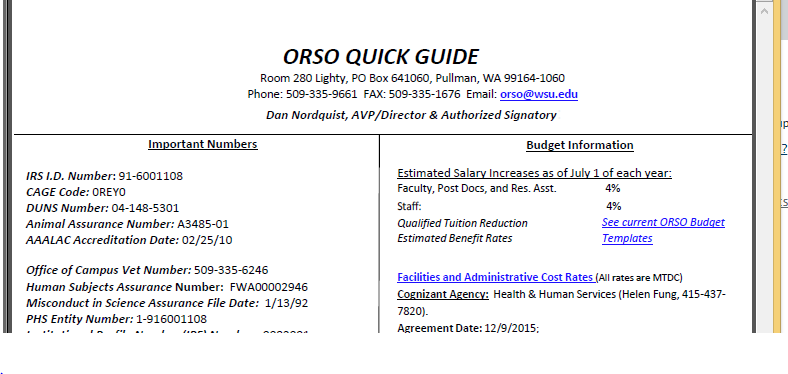 ORSO QUICK GUIDE
Room 280 Lighty, PO Box 641060, Pullman, WA 99164-1060
Phone: 509-335-9661  FAX: 509-335-1676  Email: orso@wsu.edu
Dan Nordquist, AVP/Director & Authorized Signatory
Important Numbers
IRS I.D. Number: 91-6001108
CAGE Code: 0REY0
DUNS Number: 04-148-5301
Animal Assurance Number: A3485-01
AAALAC Accreditation Date: 02/25/10
Office of Campus Vet Number: 509-335-6246
Human Subjects Assurance Number:  FWA00002946
Misconduct in Science Assurance File Date:  1/13/92
PHS Entity Number: 1-916001108
Budget Information
Estimated Salary Increases as of July 1 of each year:
Faculty, Post Docs, and Res. Asst. 4%
Staff: 4%
Qualified Tuition Reduction See current ORSO Budget
Estimated Benefit Rates Templates
Facilities and Administrative Cost Rates (All rates are MTDC)
Cognizant Agency:  Health & Human Services (Helen Fung, 415-437-
7820).
Agreement Date: 12/9/2015;